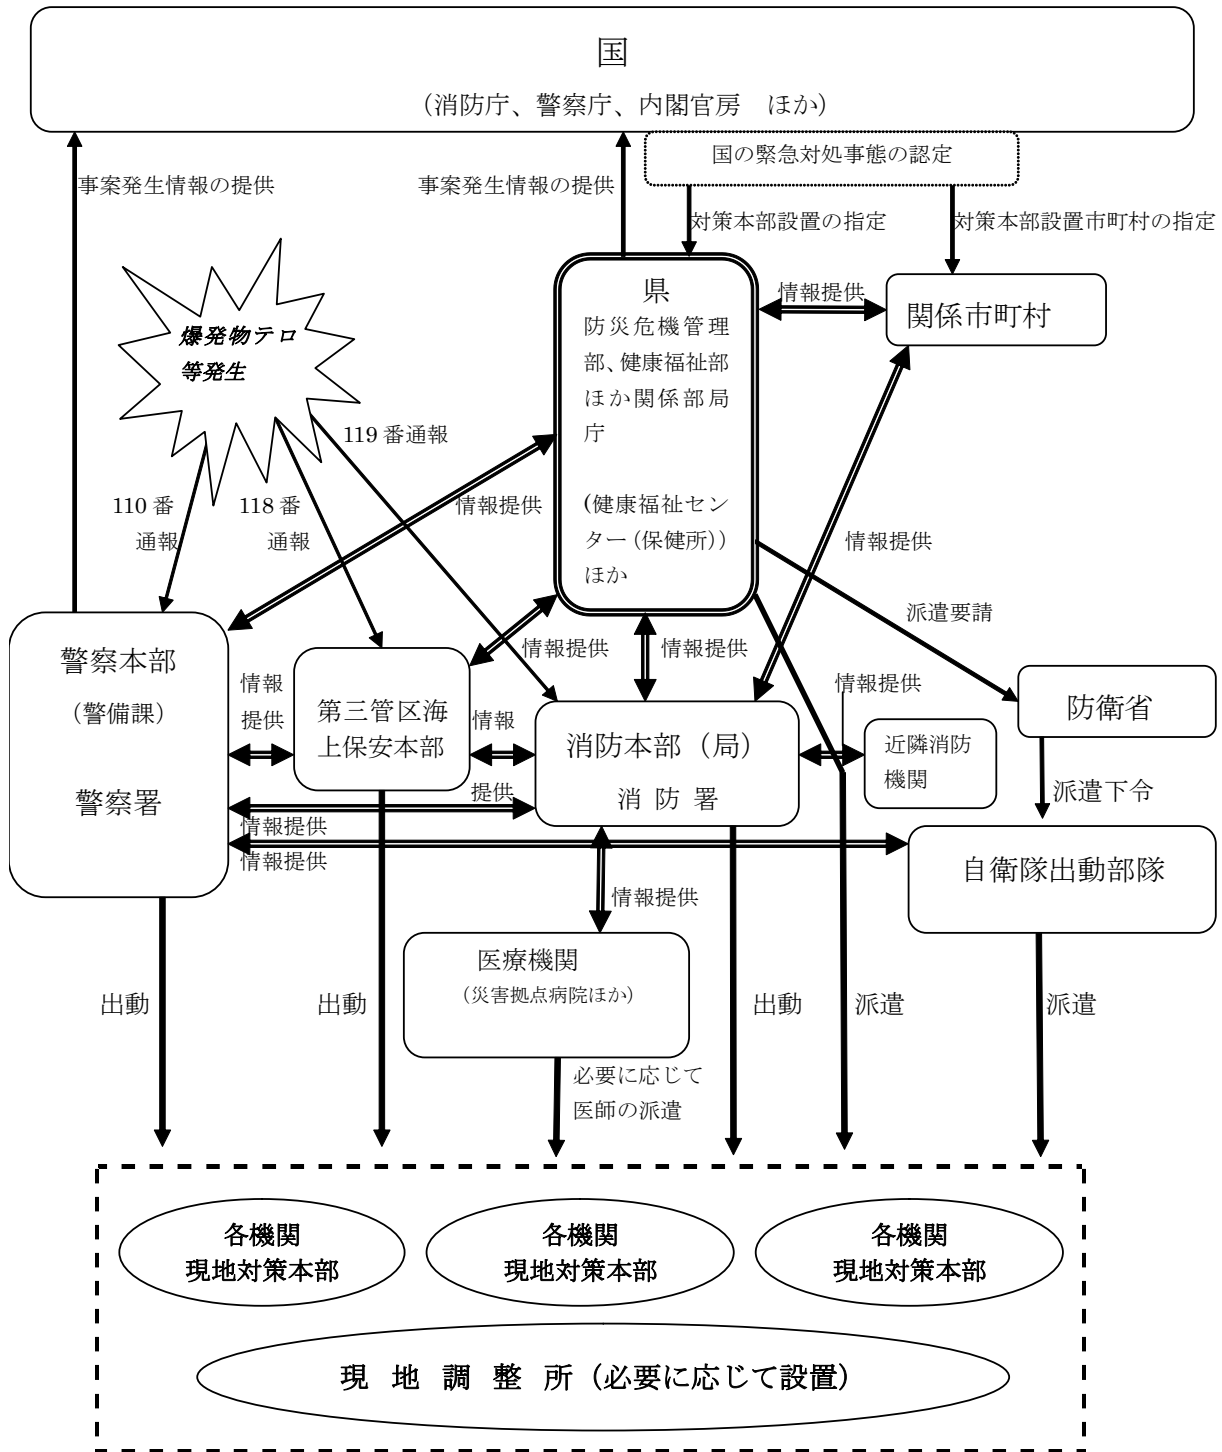 国
（消防庁、警察庁、内閣官房　ほか）
国の緊急対処事態の認定
事案発生情報の提供
事案発生情報の提供
対策本部設置の指定
対策本部設置市町村の指定
県
防災危機管理
部、健康福祉部
ほか関係部局
庁
（健康福祉セン
ター（保健所））
ほか
情報提供
関係市町村
爆発物テロ
等発生
119 番通報
110 番
通報
118 番
通報
情報提供
情報提供
派遣要請
警察本部
（警備課）
警察署
情報
提供
第三管区海
上保安本部
情報提供
情報
提供
情報提供
消防本部（局）
消 防 署
情報提供
近隣消防
機関
防衛省
派遣下令
情報提供
情報提供
自衛隊出動部隊
情報提供
医療機関
（災害拠点病院ほか）
出動
出動
出動
派遣
派遣
必要に応じて
医師の派遣
各機関
現地対策本部
各機関
現地対策本部
各機関
現地対策本部
現 地 調 整 所（必要に応じて設置）